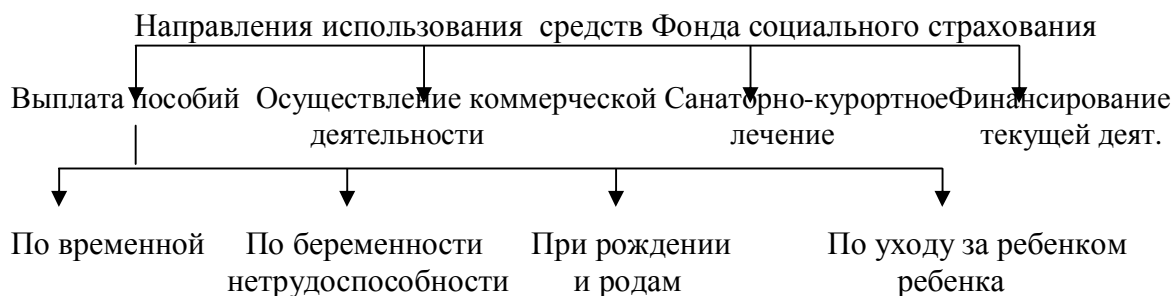 Направления использования средств Фонда социального страхования
Выплата пособий Осуществление коммерческой Санаторно-курортное Финансирование
деятельности лечение текущей деят.
По временной По беременности При рождении По уходу за ребенком
нетрудоспособности и родам ребенка